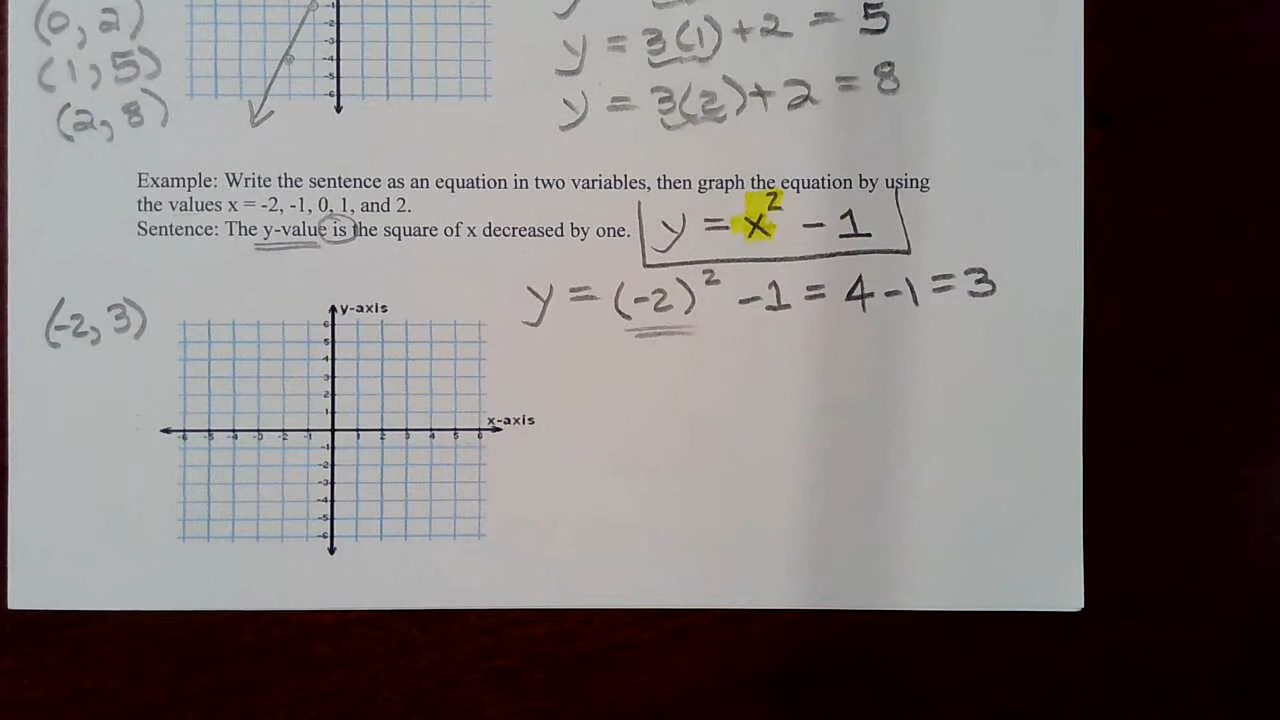 (0, 2)
(1, 5)
(2, 8)
y = 3(1) + 2 = 5
y = 3(2) + 2 = 8
Example: Write the sentence as an equation in two variables, then graph the equation by using
the values x = -2, -1, 0, 1, and 2.
Sentence: The y-value is the square of x decreased by one.
y = x² - 1
y = (-2)² - 1 = 4 - 1 = 3
(-2, 3)
y-axis
x-axis